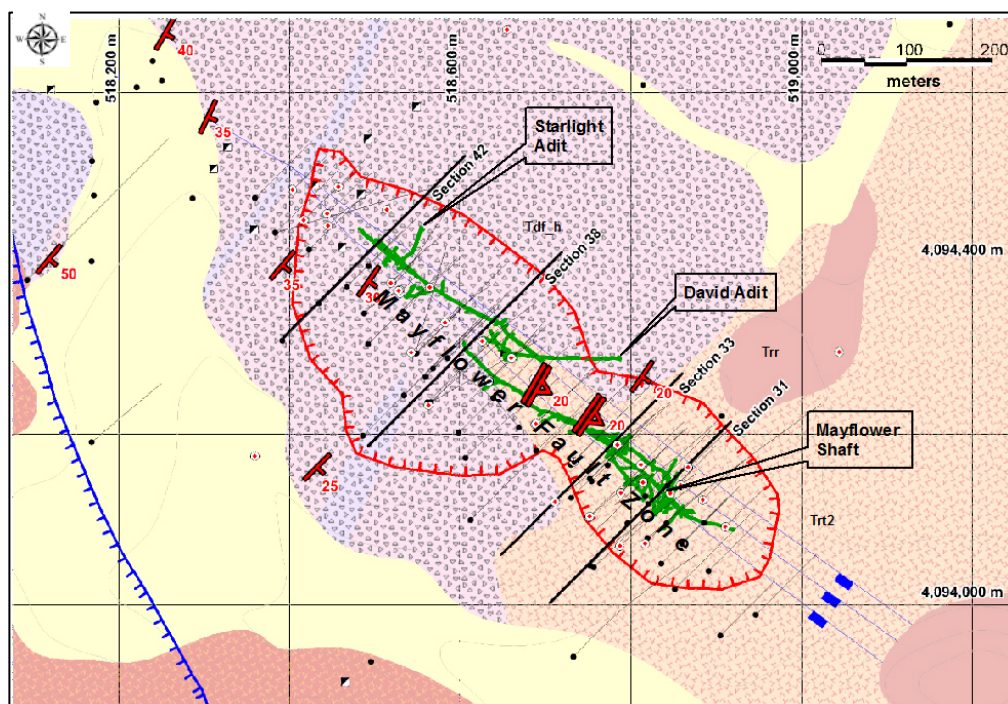 N
W E
S
40
518,200 m
518,600 m
519,000 m
0 100 200
meters
35
Starlight
Adit
Section 42
Tdf_h
Section 38
4,094,400 m
50
35
30
David Adit
Mayflower Fault Zone
Section 33
Trr
20
20
20
Section 31
Mayflower
Shaft
25
Trt2
4,094,000 m